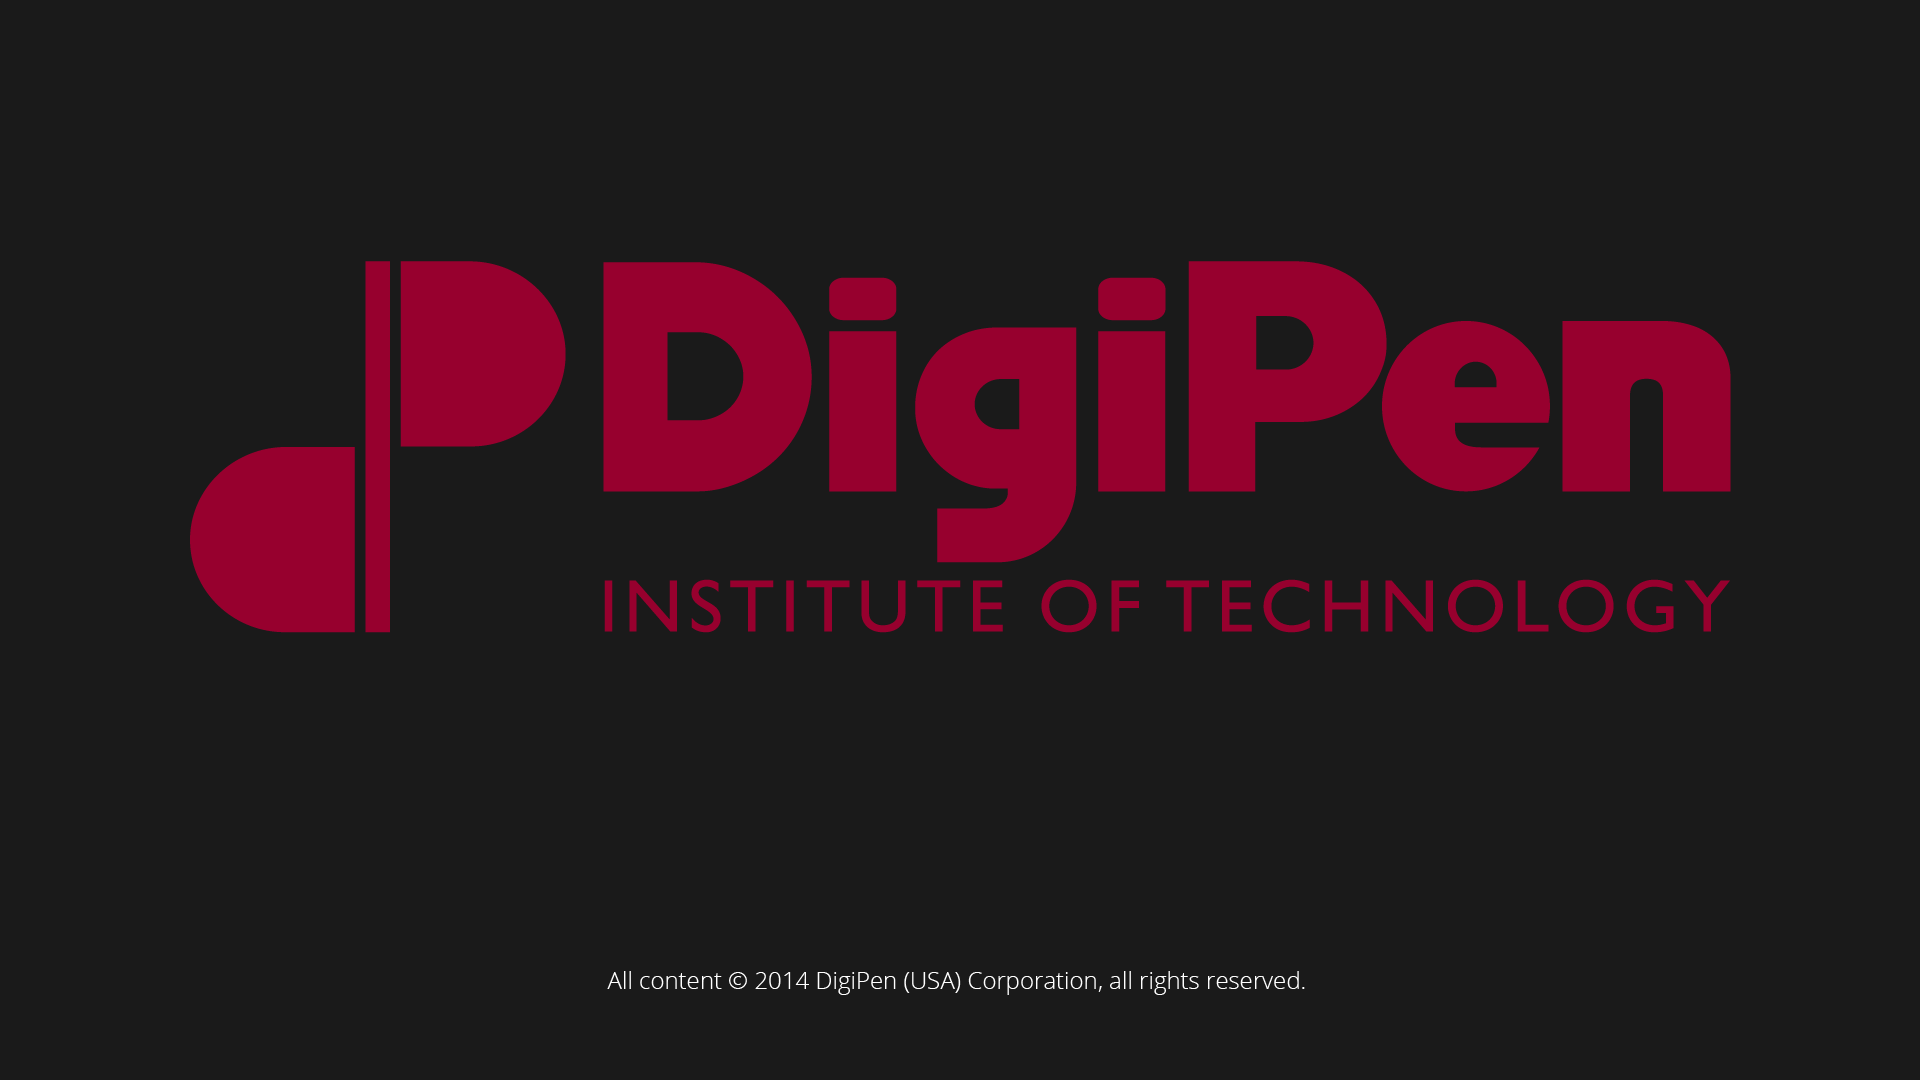 DigiPen
INSTITUTE OF TECHNOLOGY
All content © 2014 DigiPen (USA) Corporation, all rights reserved.